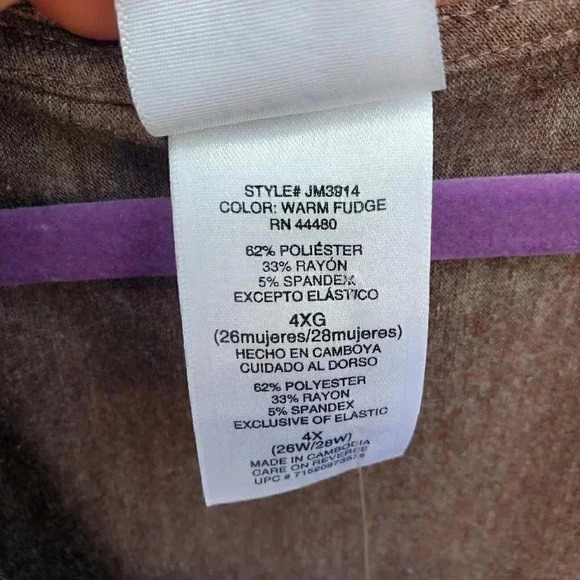 STYLE# JM3914
COLOR: WARM FUDGE
RN 44480
62% POLIÉSTER
33% RAYÓN
5% SPANDEX
EXCEPTO ELÁSTICO
4XG
(26mujeres/28mujeres)
HECHO EN CAMBOYA
CUIDADO AL DORSO
62% POLYESTER
33% RAYON
5% SPANDEX
EXCLUSIVE OF ELASTIC
4X
(26W/28W)
MADE IN CAMBODIA
CARE ON REVERSE
UPC #